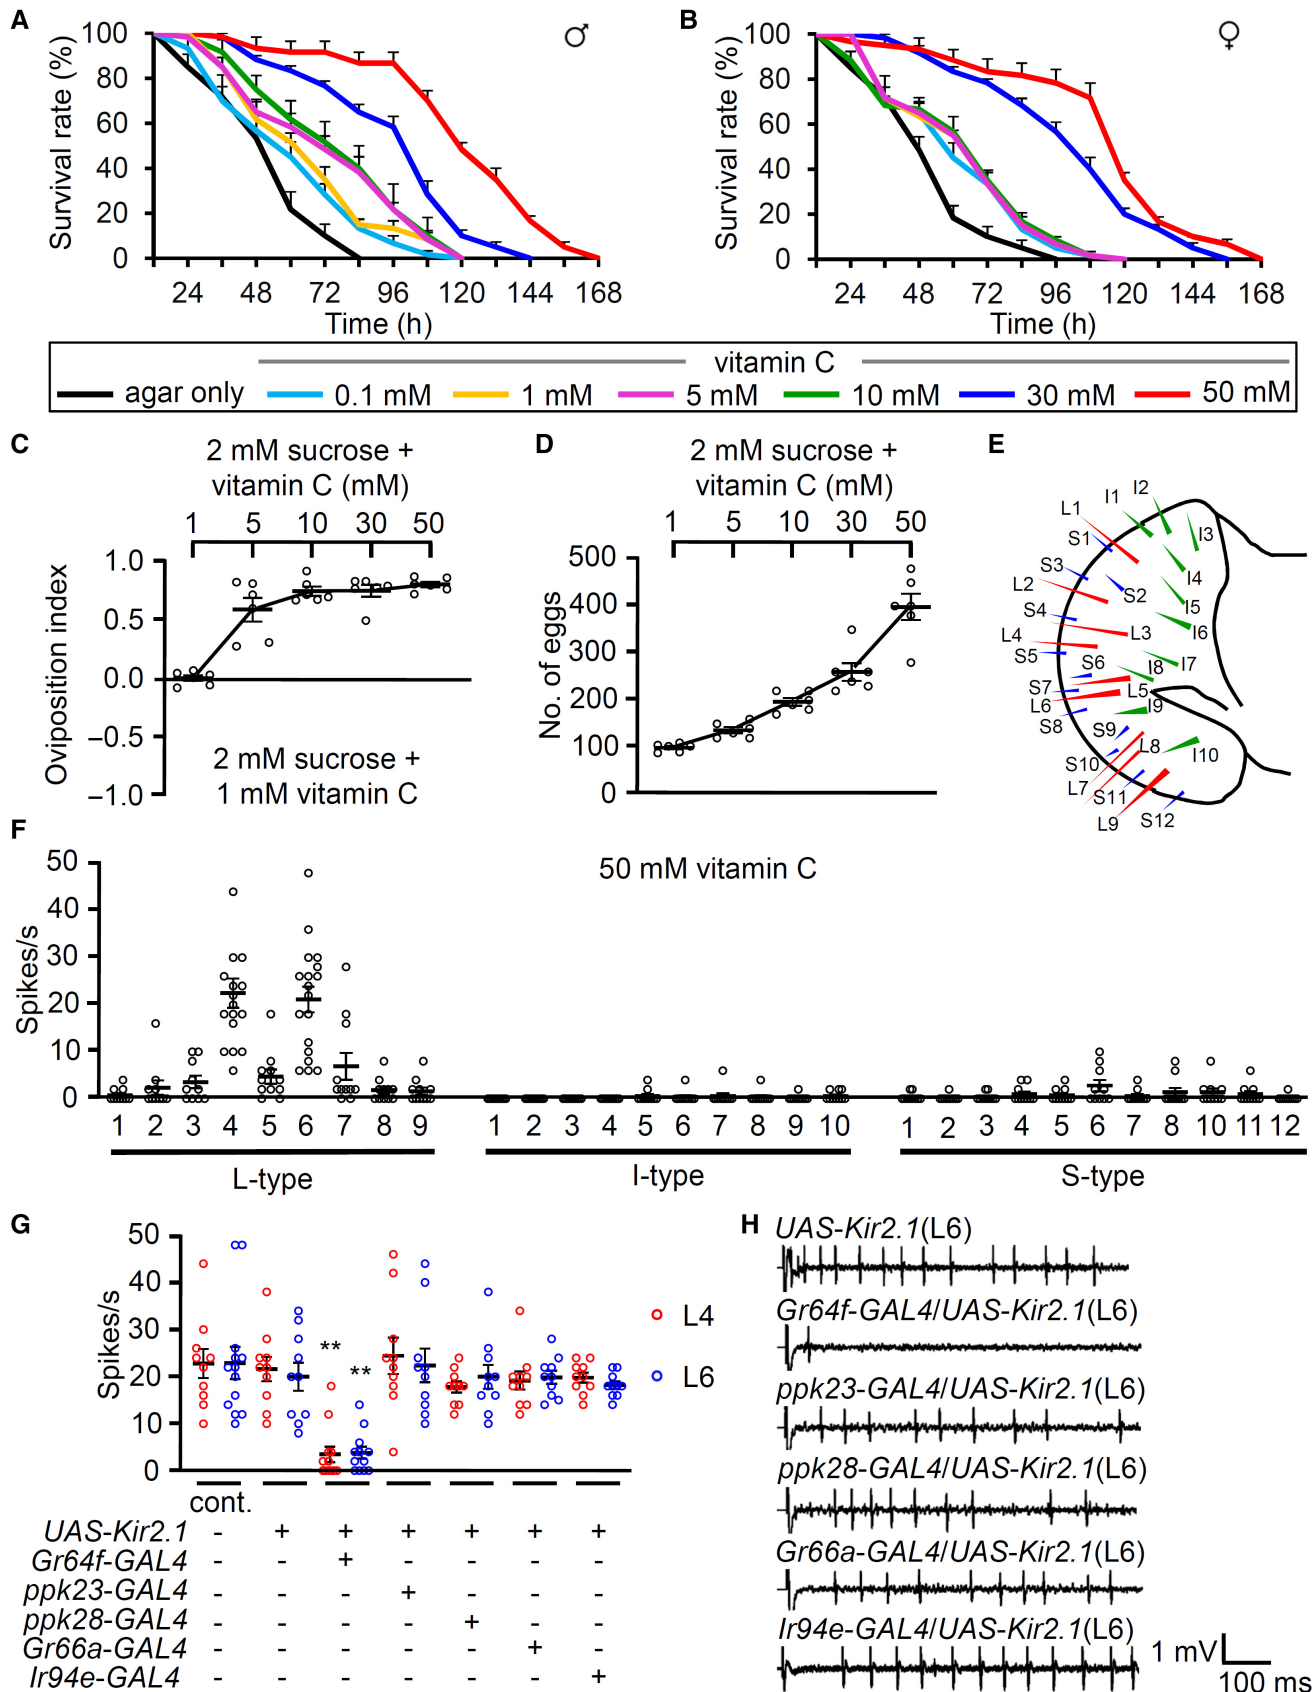 A
B
♂
♀
Survival rate (%)
100
80
60
40
20
0
24 48 72 96 120 144 168
Time (h)
Survival rate (%)
100
80
60
40
20
0
24 48 72 96 120 144 168
Time (h)
vitamin C
agar only 0.1 mM 1 mM 5 mM 10 mM 30 mM 50 mM
C
2 mM sucrose +
vitamin C (mM)
1 5 10 30 50
Oviposition index
1.0
0.5
0.0
−0.5
−1.0
2 mM sucrose +
1 mM vitamin C
D
2 mM sucrose +
vitamin C (mM)
1 5 10 30 50
No. of eggs
500
400
300
200
100
0
E
I2
I1
L1
I3
S1
S3
I4
L2
S2
I5
S4
L4
L3
I6
S5
S6
I8
I7
S7
L5
L6
I9
S8
S9
L8
I10
S10
L7
S11
L9
S12
F
50 mM vitamin C
Spikes/s
50
40
30
20
10
0
1 2 3 4 5 6 7 8 9
1 2 3 4 5 6 7 8 9 10
1 2 3 4 5 6 7 8 10 11 12
L-type
I-type
S-type
G
Spikes/s
50
40
30
20
10
0
**
**
L4
L6
cont.
UAS-Kir2.1 - + + + + + +
Gr64f-GAL4 - - + - - - -
ppk23-GAL4 - - - + - - -
ppk28-GAL4 - - - - + - -
Gr66a-GAL4 - - - - - + -
Ir94e-GAL4 - - - - - - +
H
UAS-Kir2.1(L6)
Gr64f-GAL4/UAS-Kir2.1(L6)
ppk23-GAL4/UAS-Kir2.1(L6)
ppk28-GAL4/UAS-Kir2.1(L6)
Gr66a-GAL4/UAS-Kir2.1(L6)
Ir94e-GAL4/UAS-Kir2.1(L6)
1 mV
100 ms